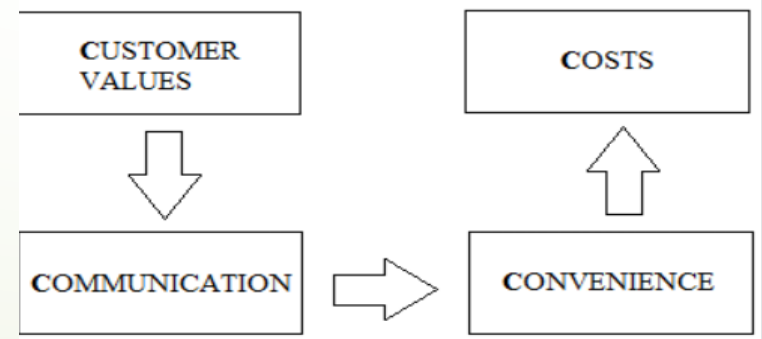 CUSTOMER
VALUES
COSTS
COMMUNICATION
CONVENIENCE